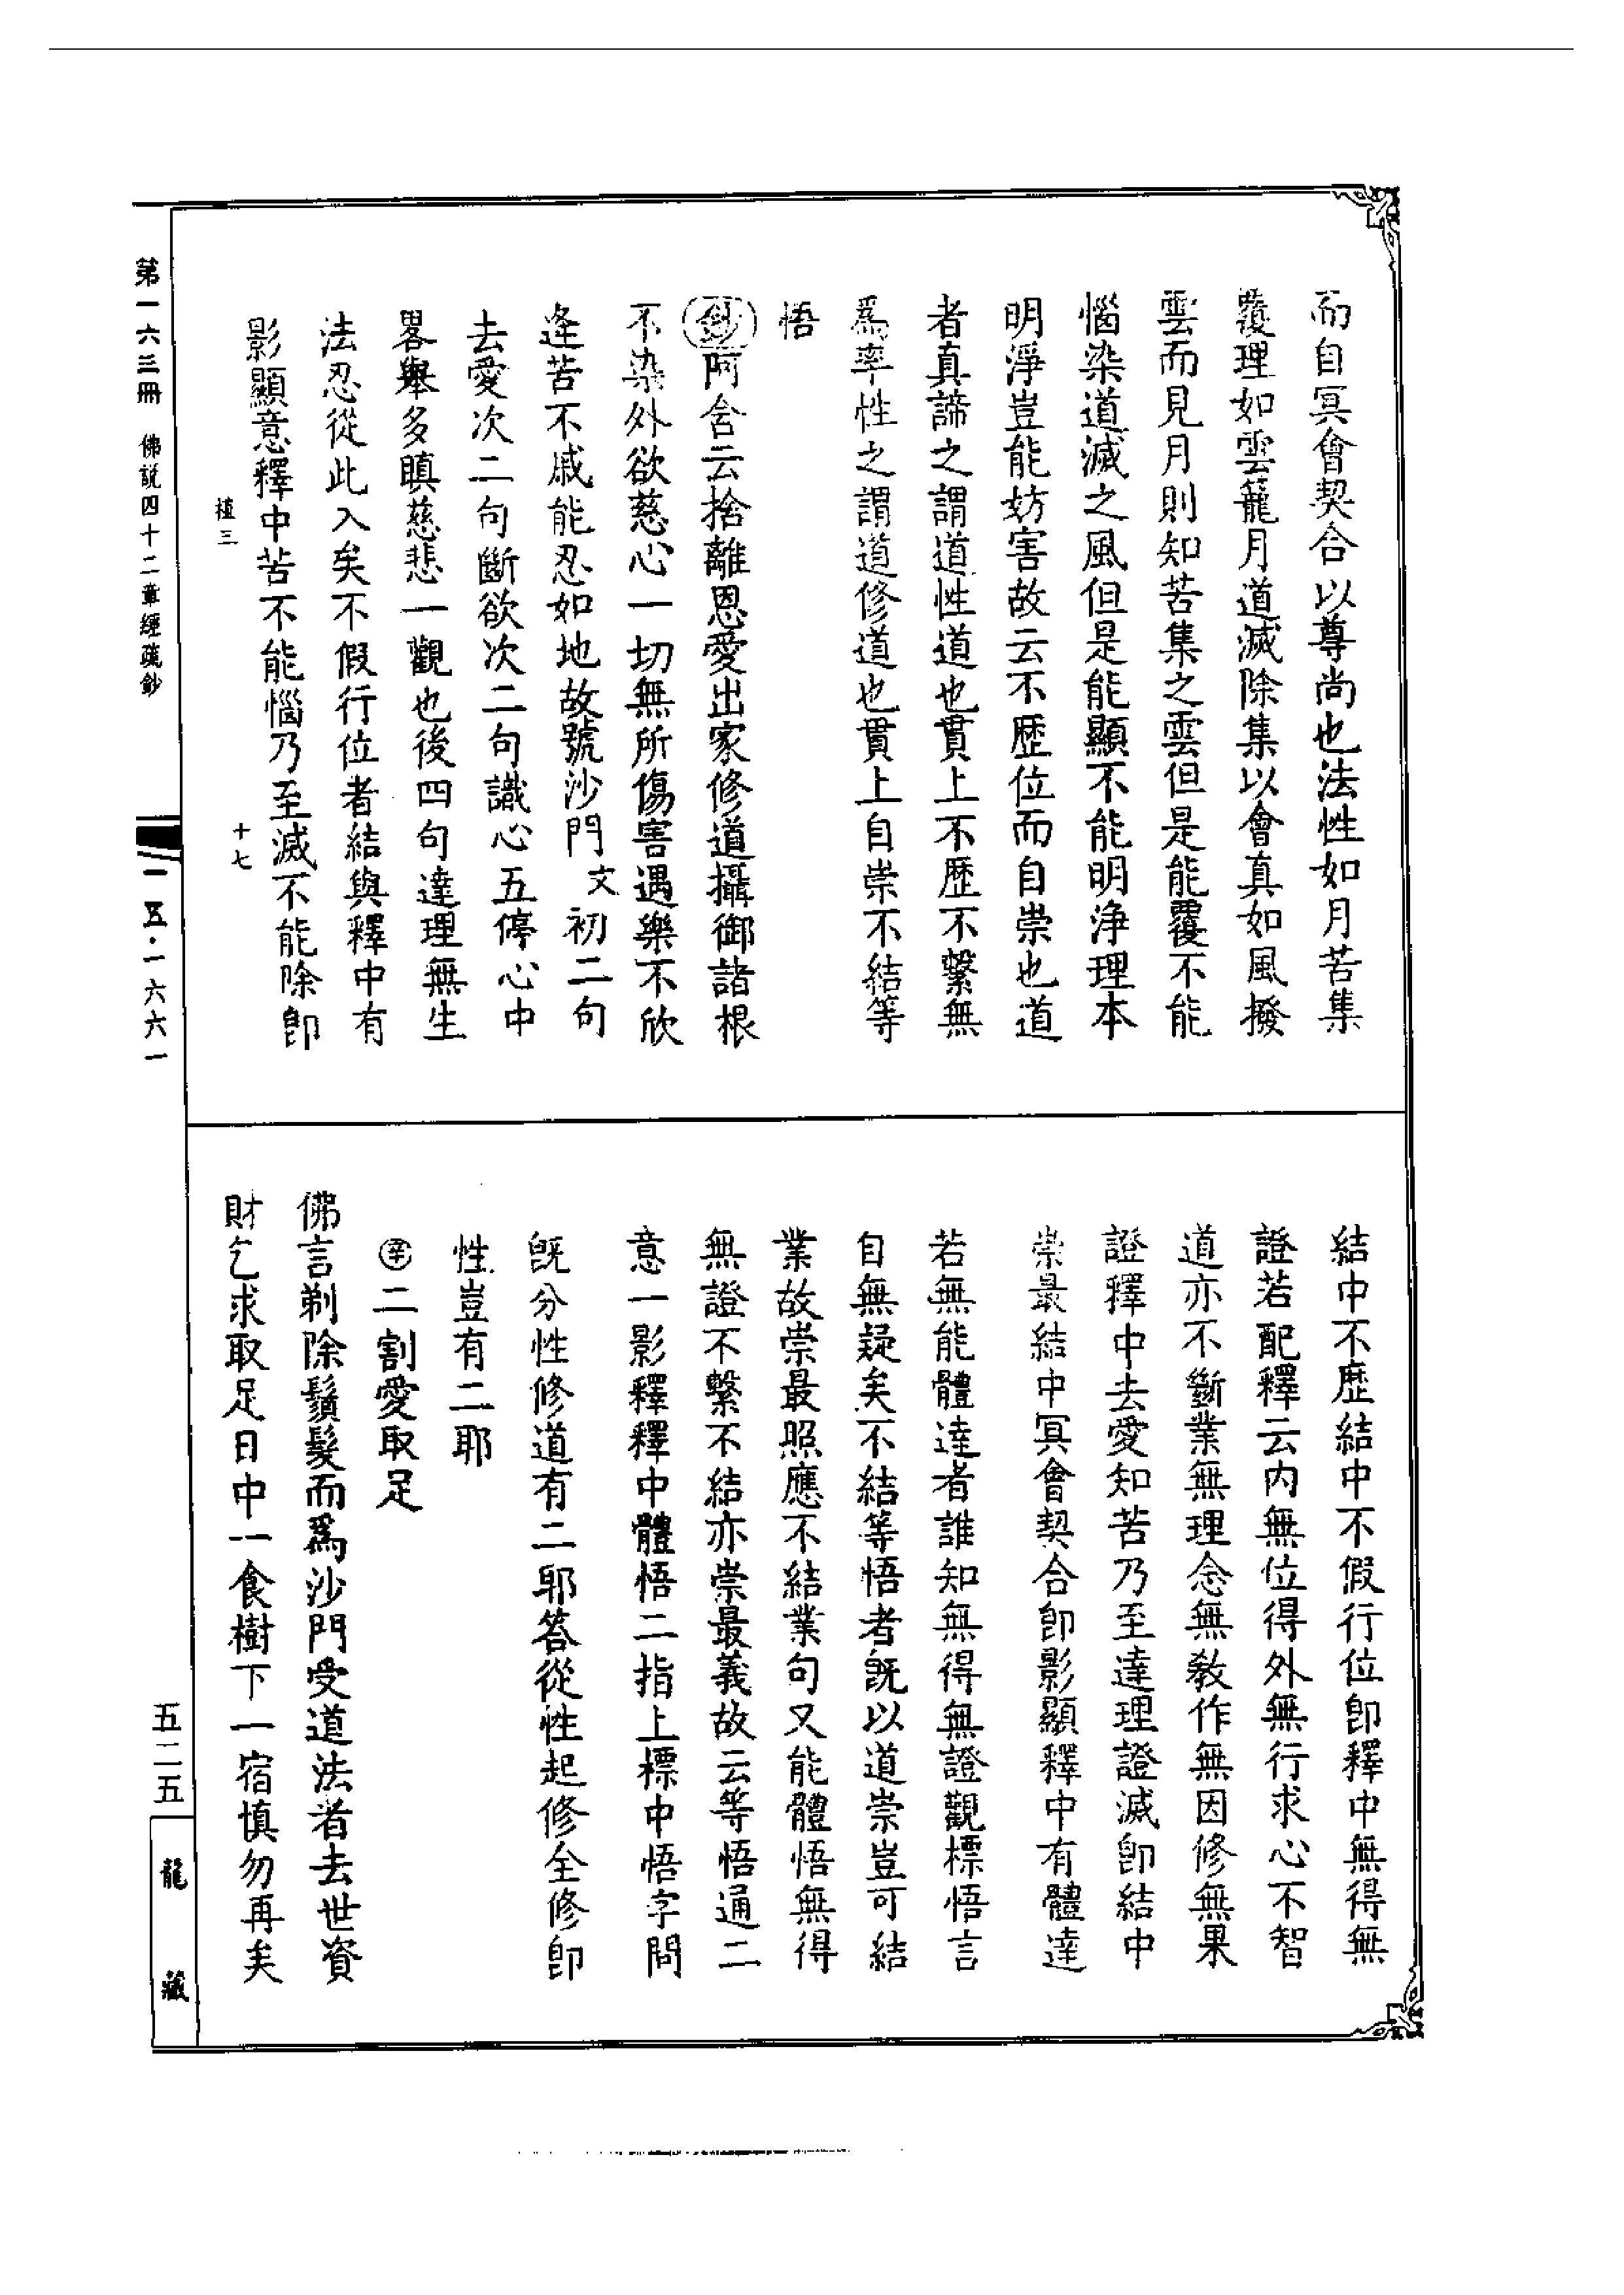 而自冥會契合以尊尚也法性如月苦集
覆理如雲籠月道滅除集以會真如風撥
雲而見月則知苦集之雲但是能覆不能
惱染道滅之風但是能顯不能明浄理本
明淨豈能妨害故云不歷位而自崇也道
者真諦之謂道性道也貫上不歷不繫無
爲率性之謂道修道也貫上自崇不結等
悟
鈔阿含云捨離恩愛出家修道攝御諸根
不染外欲慈心一切無所傷害遇樂不欣
逢苦不戚能忍如地故號沙門文初二句
去愛次二句斷欲次二句識心五停心中
畧舉多瞋慈悲一觀也後四句達理無生
法忍從此入矣不假行位者結與釋中有
影顯意釋中苦不能惱乃至滅不能除卽
結中不歷結中不假行位卽釋中無得無
證若配釋云内無位得外無行求心不智
道亦不斷業無理念無教作無因修無果
證釋中去愛知苦乃至達理證滅卽結中
崇最結中冥會契合卽影顯釋中有體達
若無能體達者誰知無得無證觀標悟言
自無疑矣不結等悟者旣以道崇豈可結
業故崇最照應不結業句又能體悟無得
無證不繫不結亦崇最義故云等悟通二
意一影釋釋中體悟二指上標中悟字問
旣分性修道有二耶答從性起修全修卽
性豈有二耶
辛二割愛取足
佛言剃除鬚髮而爲沙門受道法者去世資
財乞求取足日中一食樹下一宿慎勿再矣
十七
第一六三冊　佛説四十二章經疏鈔
一五·一六六一
五二五
龍藏